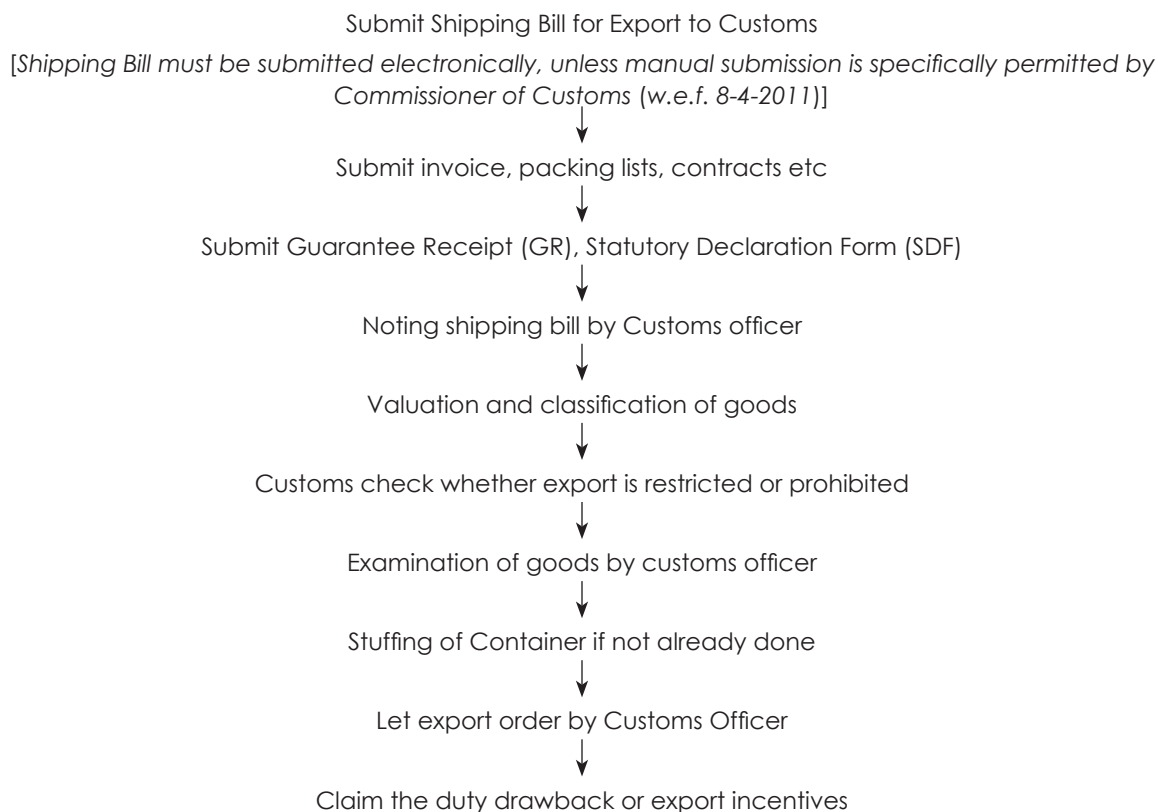 Submit Shipping Bill for Export to Customs
[Shipping Bill must be submitted electronically, unless manual submission is specifically permitted by
Commissioner of Customs (w.e.f. 8-4-2011)]
Submit invoice, packing lists, contracts etc
Submit Guarantee Receipt (GR), Statutory Declaration Form (SDF)
Noting shipping bill by Customs officer
Valuation and classification of goods
Customs check whether export is restricted or prohibited
Examination of goods by customs officer
Stuffing of Container if not already done
Let export order by Customs Officer
Claim the duty drawback or export incentives